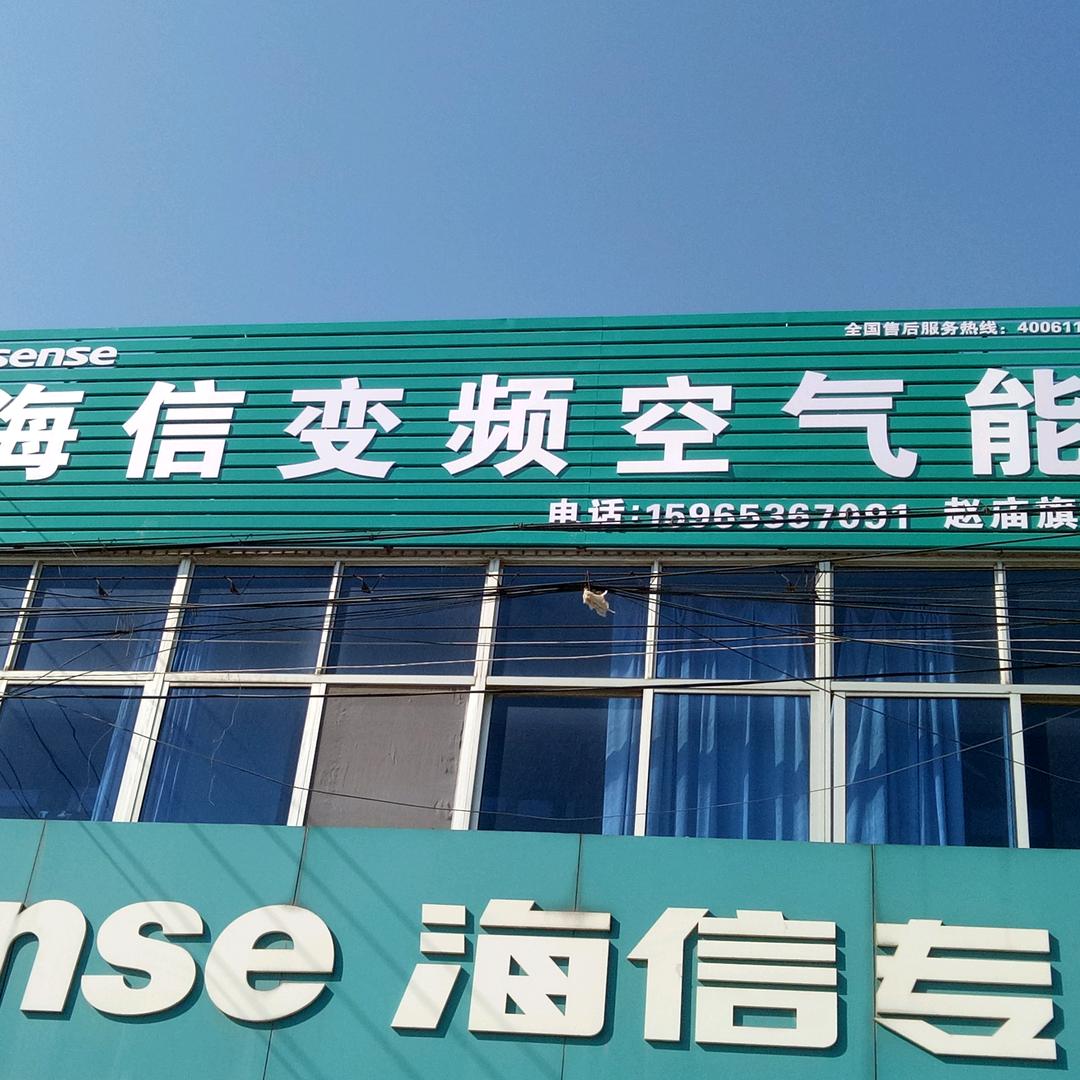 全国售后服务热线：400611
sense
海信变频空气能
电话:15965367091 赵庙旗
nse 海信专